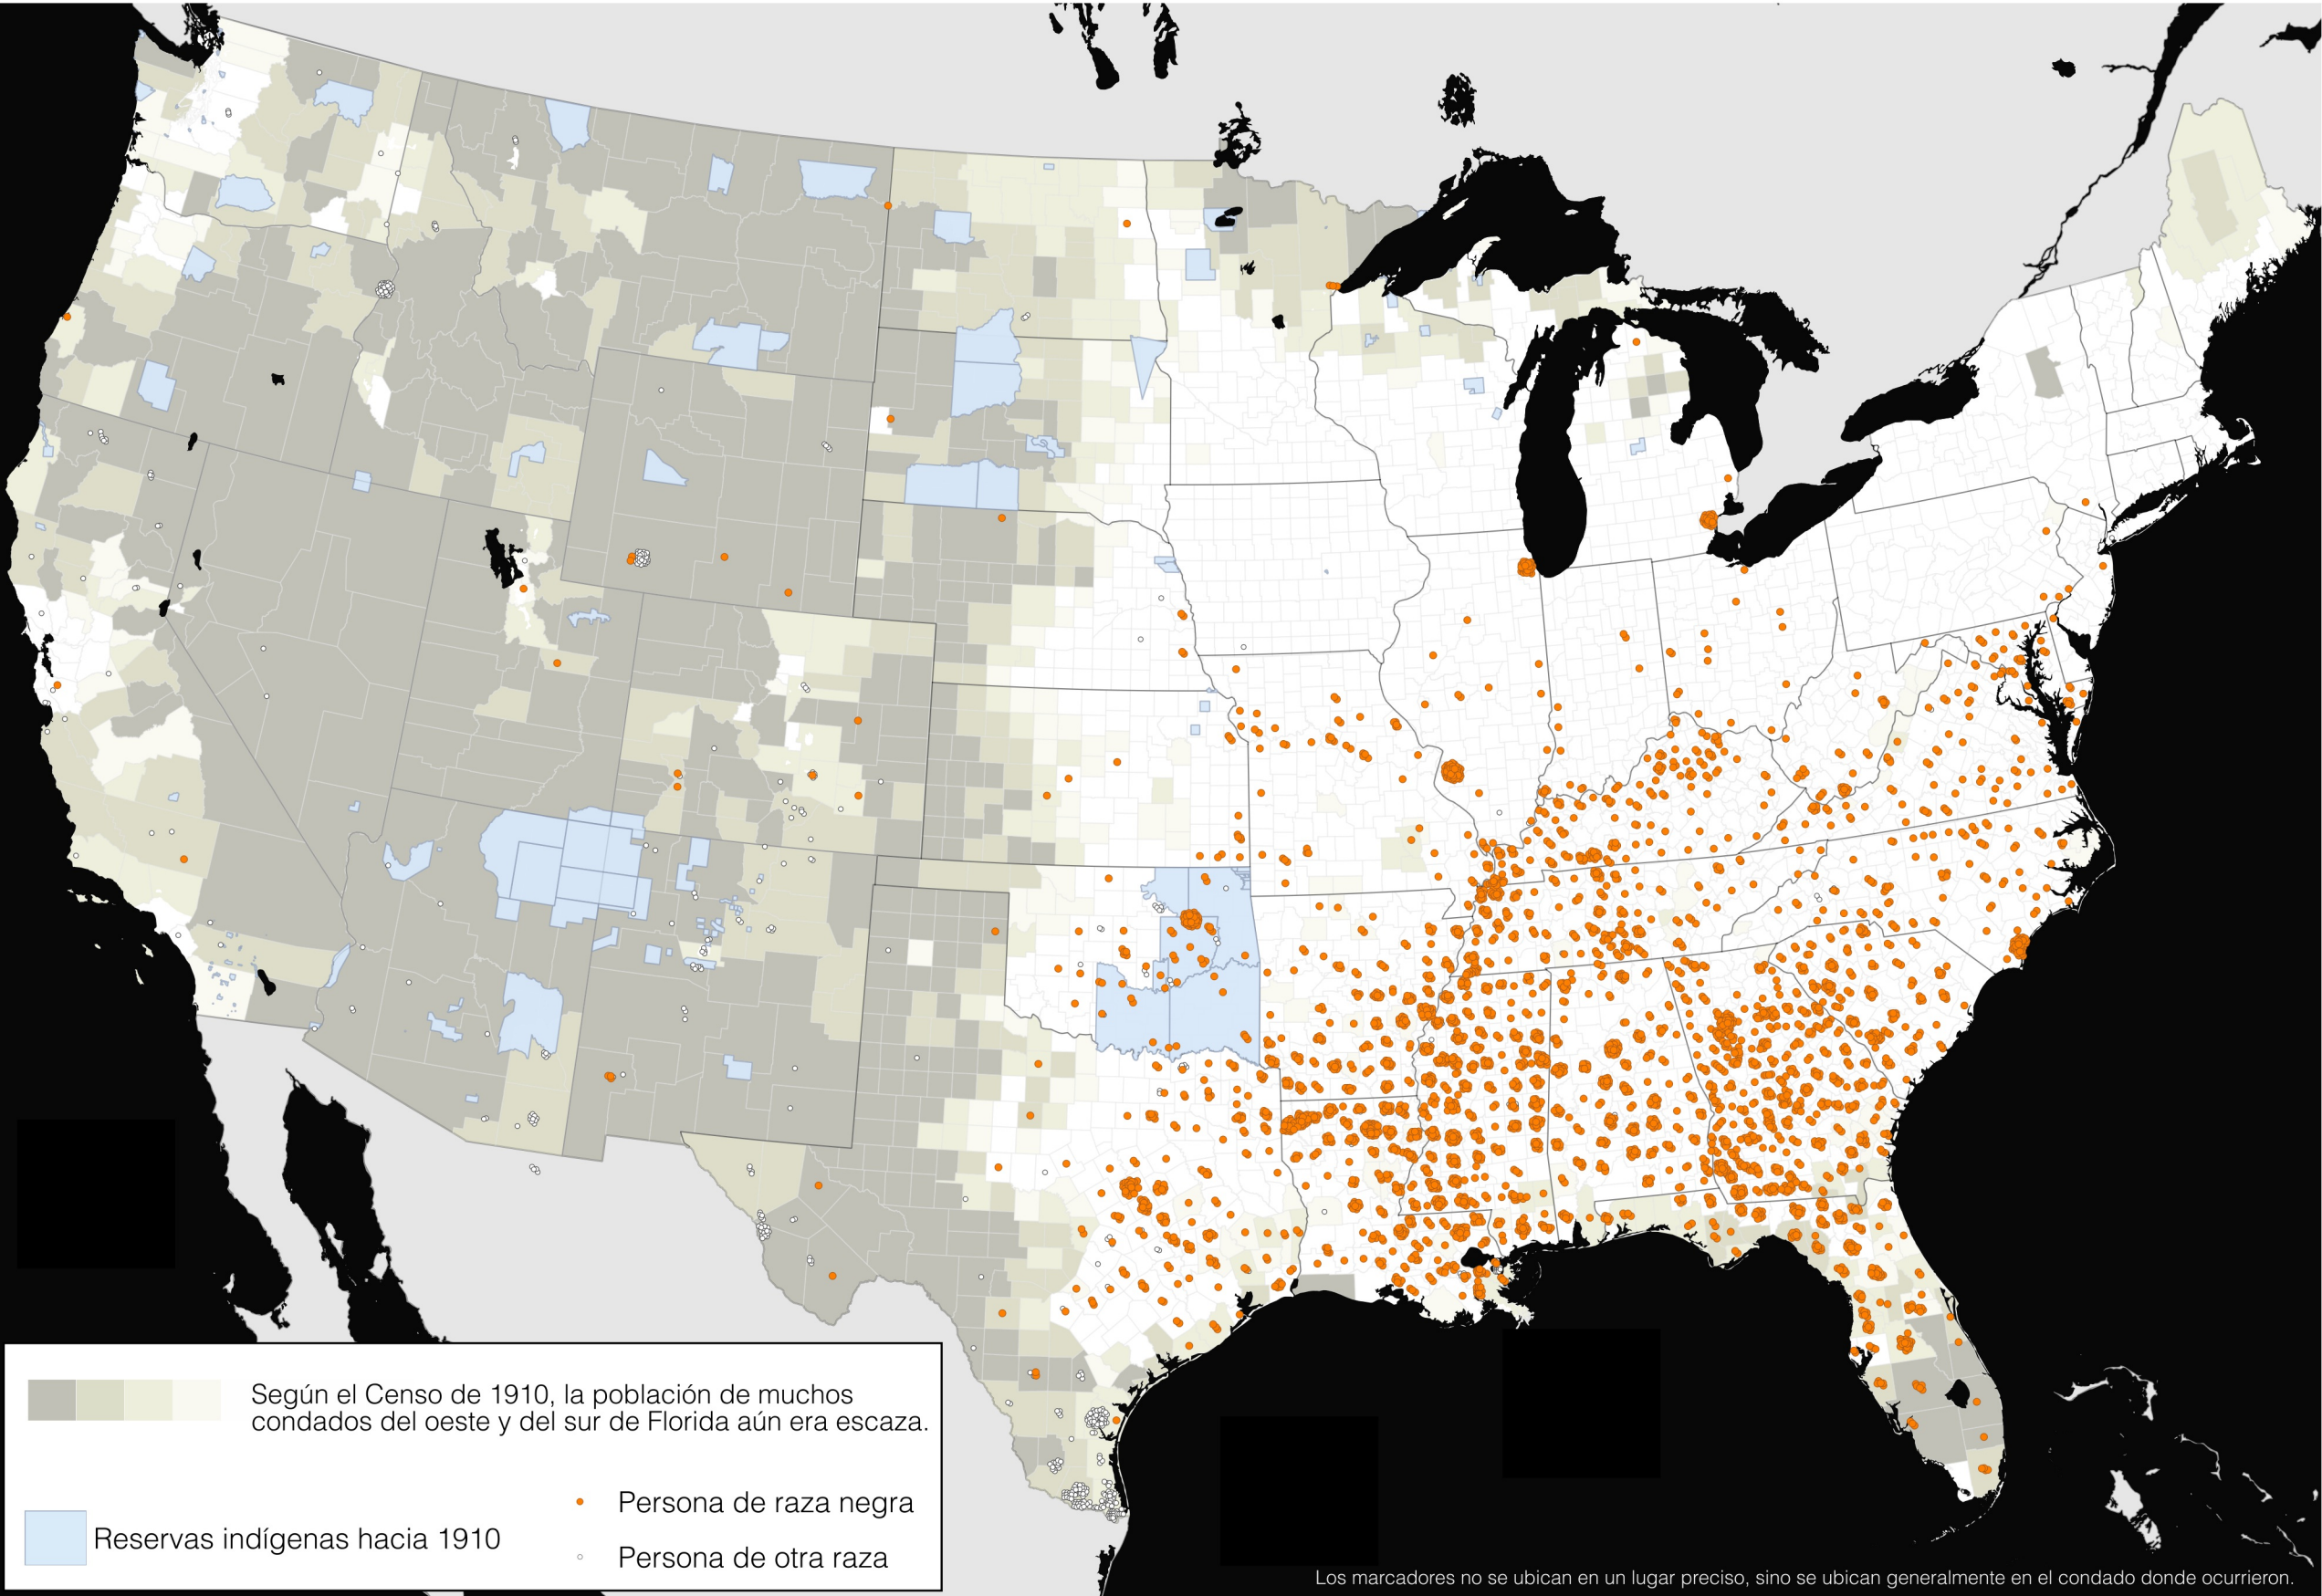 Según el Censo de 1910, la población de muchos
condados del oeste y del sur de Florida aún era escaza.
Persona de raza negra
Reservas indígenas hacia 1910
Persona de otra raza
Los marcadores no se ubican en un lugar preciso, sino se ubican generalmente en el condado donde ocurrieron.